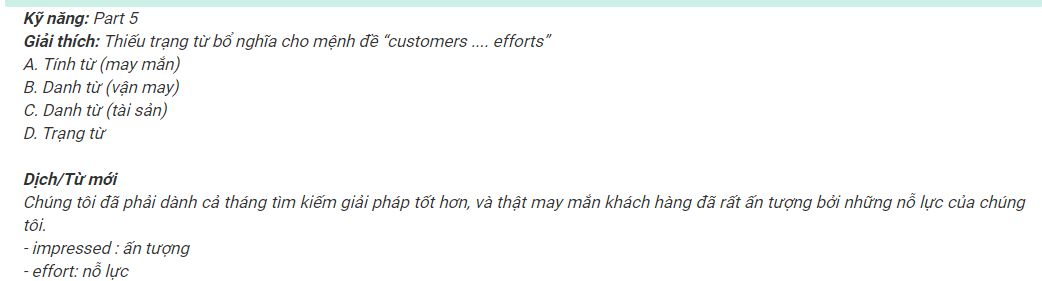 Kỹ năng: Part 5
Giải thích: Thiếu trạng từ bổ nghĩa cho mệnh đề “customers .... efforts”
A. Tính từ (may mắn)
B. Danh từ (vận may)
C. Danh từ (tài sản)
D. Trạng từ
Dịch/Từ mới
Chúng tôi đã phải dành cả tháng tìm kiếm giải pháp tốt hơn, và thật may mắn khách hàng đã rất ấn tượng bởi những nỗ lực của chúng
tôi.
- impressed : ấn tượng
- effort: nỗ lực